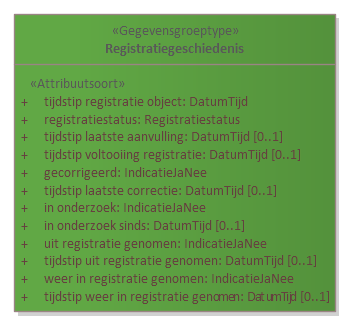 «Gegevensgroeptype»
Registratiegeschiedenis
«Attribuutsoort»
+ tijdstip registratie object: DatumTijd
+ registratiestatus: Registratiestatus
+ tijdstip laatste aanvulling: DatumTijd [0..1]
+ tijdstip voltooiing registratie: DatumTijd [0..1]
+ gecorrigeerd: IndicatieJaNee
+ tijdstip laatste correctie: DatumTijd [0..1]
+ in onderzoek: IndicatieJaNee
+ in onderzoek sinds: DatumTijd [0..1]
+ uit registratie genomen: IndicatieJaNee
+ tijdstip uit registratie genomen: DatumTijd [0..1]
+ weer in registratie genomen: IndicatieJaNee
+ tijdstip weer in registratie genomen: DatumTijd [0..1]